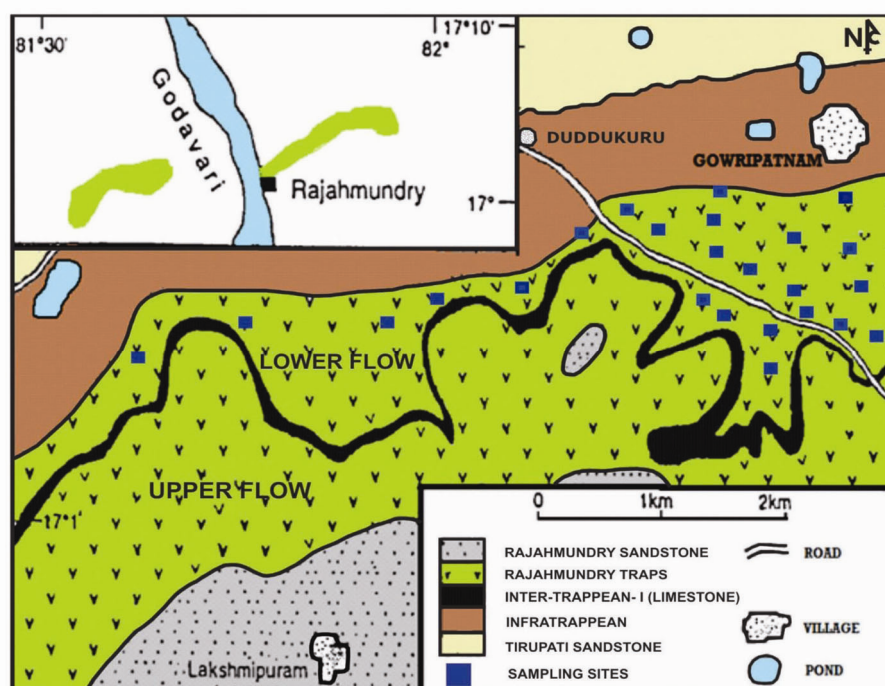 81°30'
82°
17°10'
N
Godavari
Rajahmundry
17°
DUDDUKURU
GOWRIPATNAM
LOWER FLOW
UPPER FLOW
17°1'
Lakshmipuram
0 1km 2km
RAJAHMUNDRY SANDSTONE
ROAD
RAJAHMUNDRY TRAPS
INTER-TRAPPEAN- I (LIMESTONE)
INFRATRAPPEAN
VILLAGE
TIRUPATI SANDSTONE
SAMPLING SITES
POND